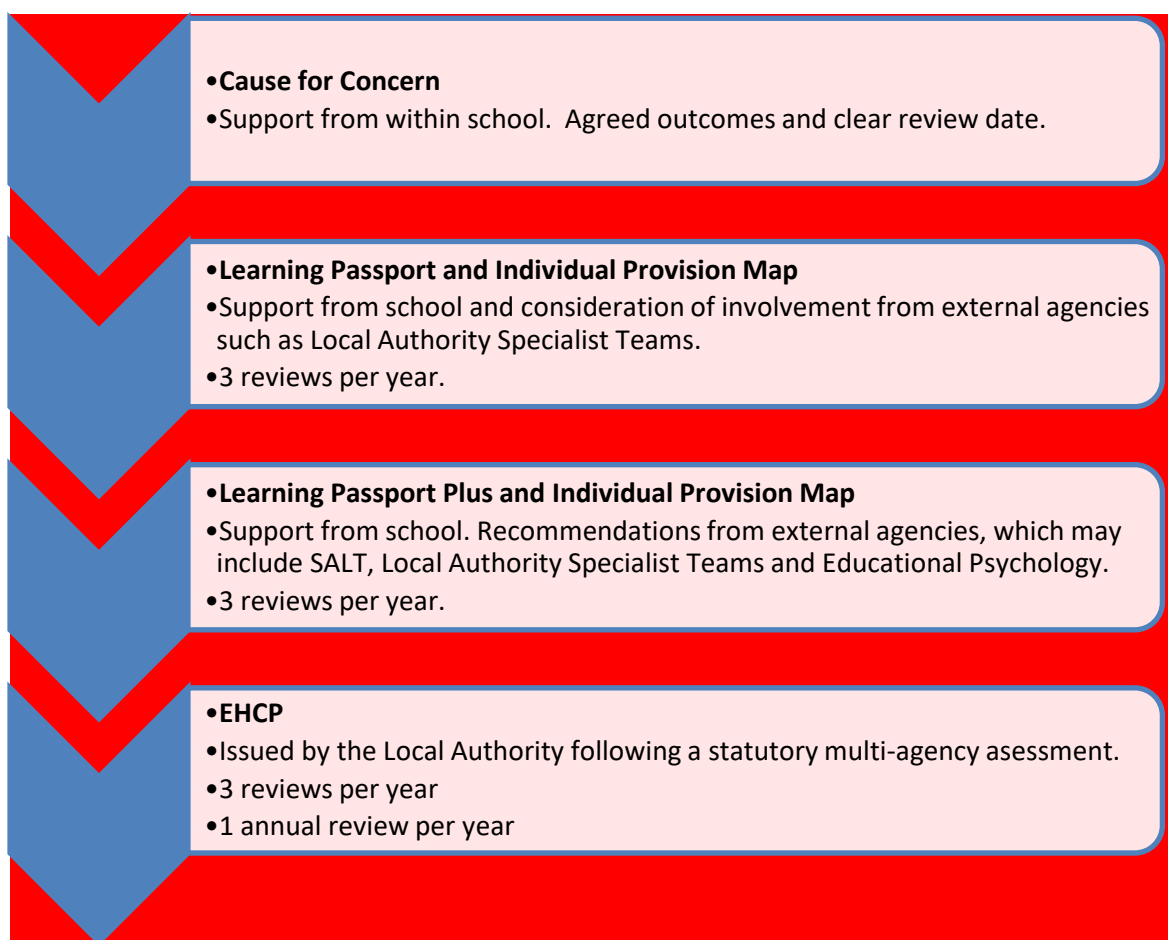 •Cause for Concern
•Support from within school.  Agreed outcomes and clear review date.
•Learning Passport and Individual Provision Map
•Support from school and consideration of involvement from external agencies
such as Local Authority Specialist Teams.
•3 reviews per year.
•Learning Passport Plus and Individual Provision Map
•Support from school. Recommendations from external agencies, which may
include SALT, Local Authority Specialist Teams and Educational Psychology.
•3 reviews per year.
•EHCP
•Issued by the Local Authority following a statutory multi-agency asessment.
•3 reviews per year
•1 annual review per year